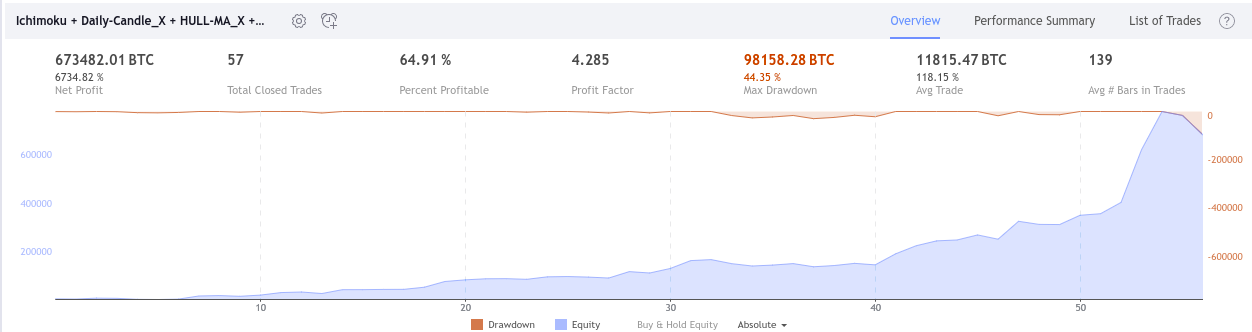 Ichimoku + Daily-Candle_X + HULL-MA_X +...
Overview Performance Summary List of Trades ?
673482.01 BTC 57 64.91 % 4.285 98158.28 BTC 11815.47 BTC 139
6734.82 % 44.35 % 118.15 %
Net Profit Total Closed Trades Percent Profitable Profit Factor Max Drawdown Avg Trade Avg # Bars in Trades
0
600000 -200000
400000 -400000
200000 -600000
10 20 30 40 50
Drawdown Equity Buy & Hold Equity Absolute